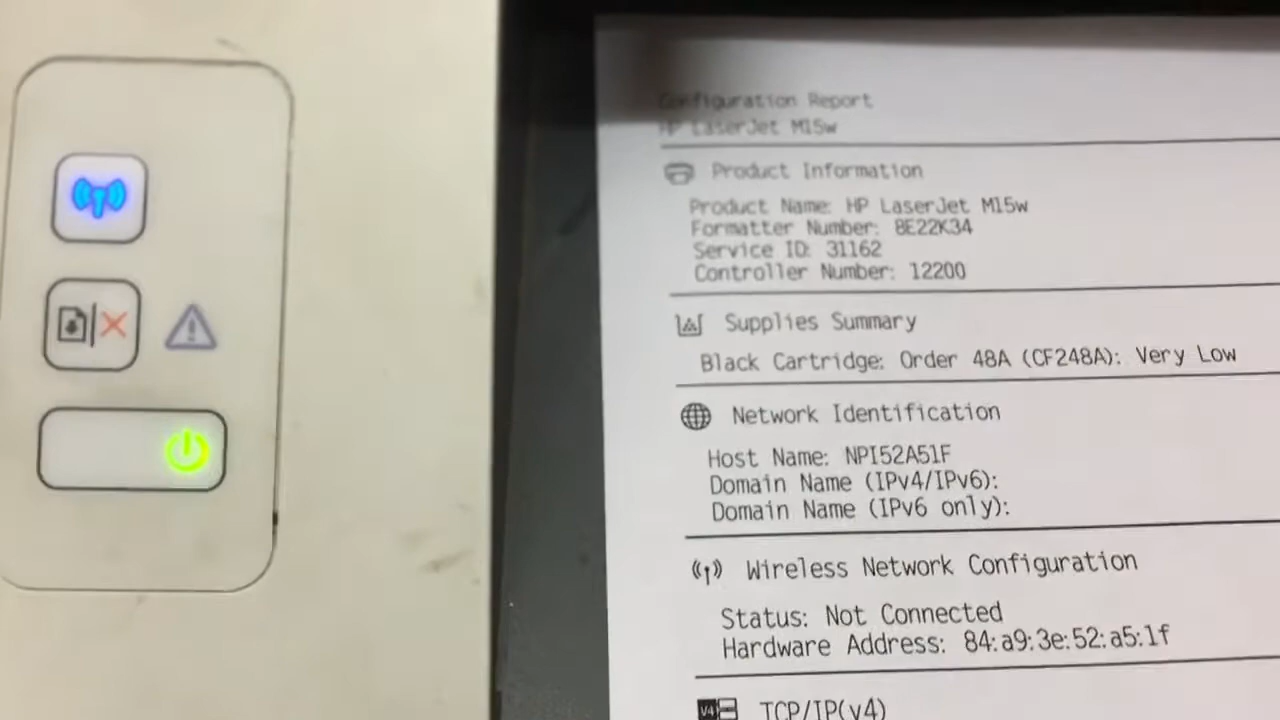 Configuration Report
HP LaserJet M15w
Product Information
Product Name: HP LaserJet M15w
Formatter Number: 8E22K34
Service ID: 31162
Controller Number: 12200
Supplies Summary
Black Cartridge: Order 48A (CF248A): Very Low
Network Identification
Host Name: NPI52A51F
Domain Name (IPv4/IPv6):
Domain Name (IPv6 only):
Wireless Network Configuration
Status: Not Connected
Hardware Address: 84:a9:3e:52:a5:1f
V4 TCP/IP(v4)